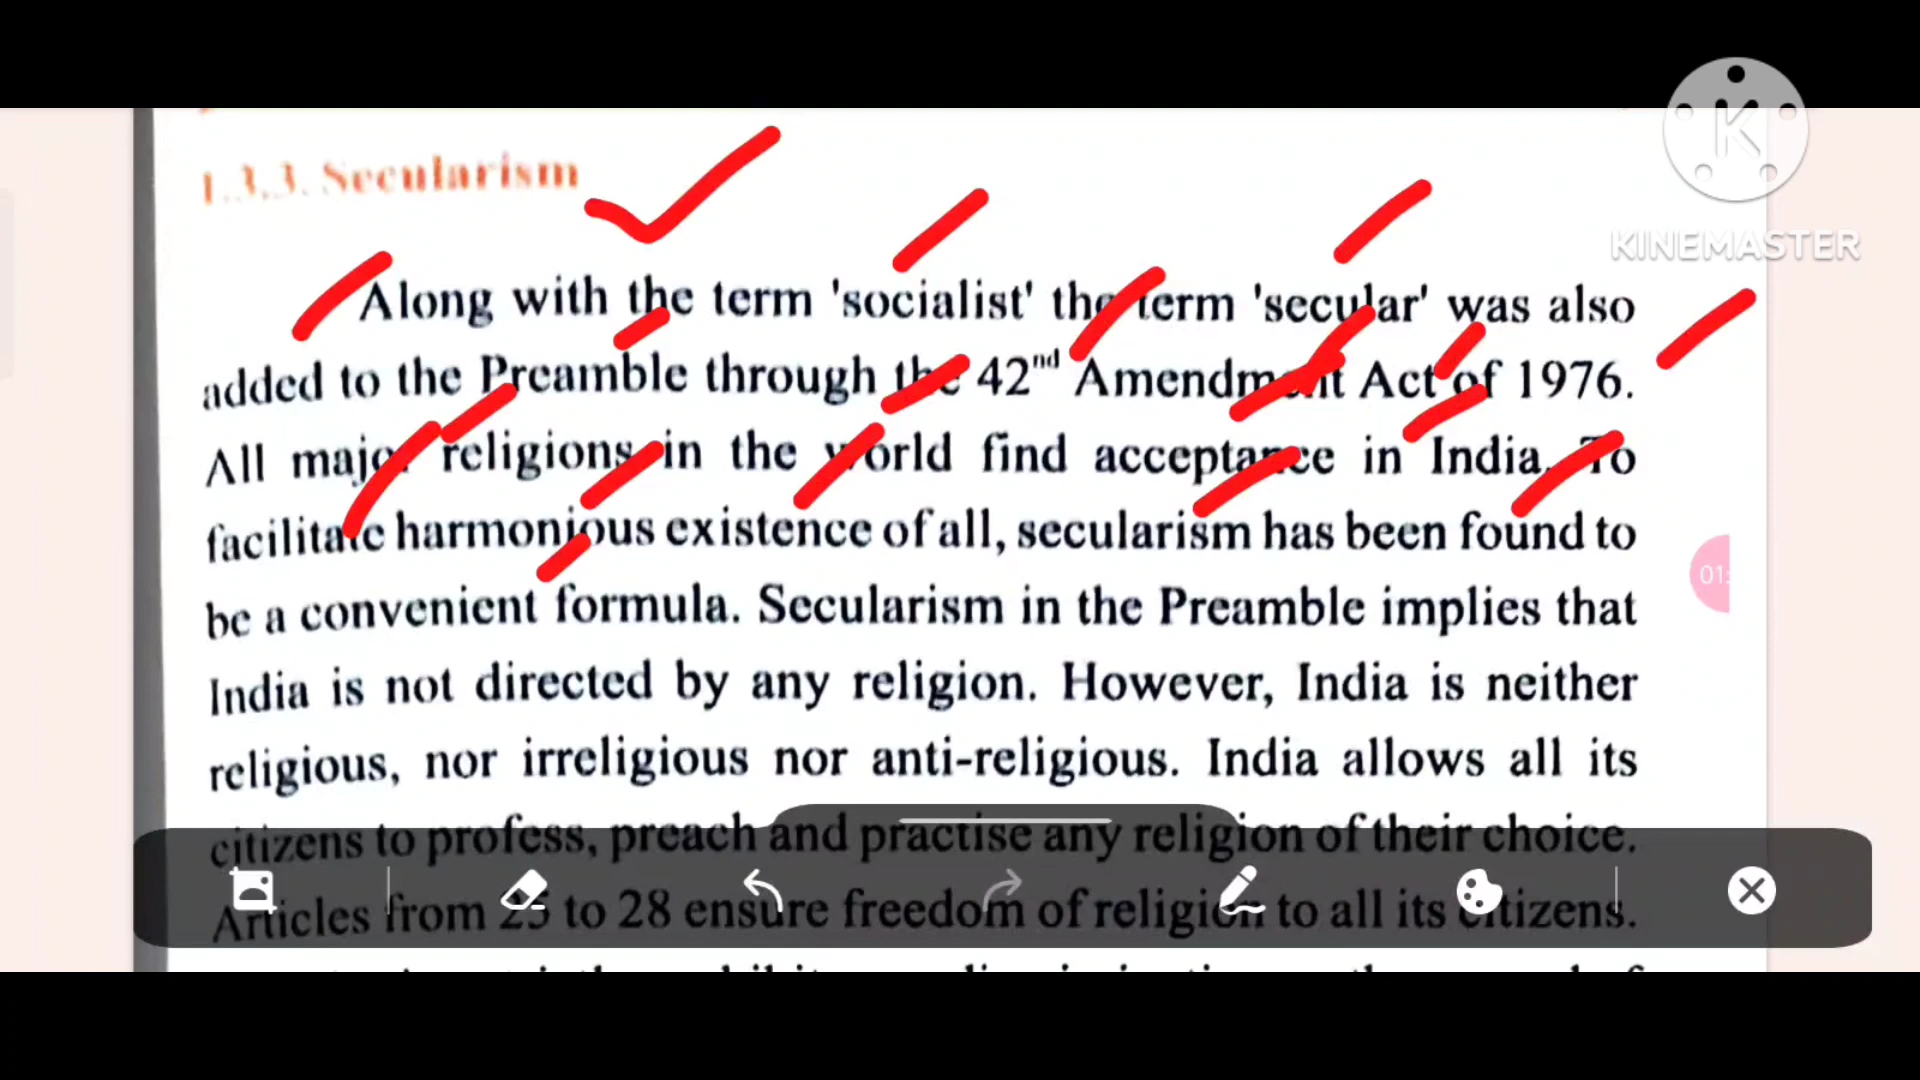 1.3.3. Secularism
KINEMASTER
Along with the term 'socialist' the term 'secular' was also
added to the Preamble through the 42nd Amendment Act of 1976.
All major religions in the world find acceptance in India. To
facilitate harmonious existence of all, secularism has been found to
be a convenient formula. Secularism in the Preamble implies that
India is not directed by any religion. However, India is neither
religious, nor irreligious nor anti-religious. India allows all its
citizens to profess, preach and practise any religion of their choice.
Articles from 25 to 28 ensure freedom of religion to all its citizens.